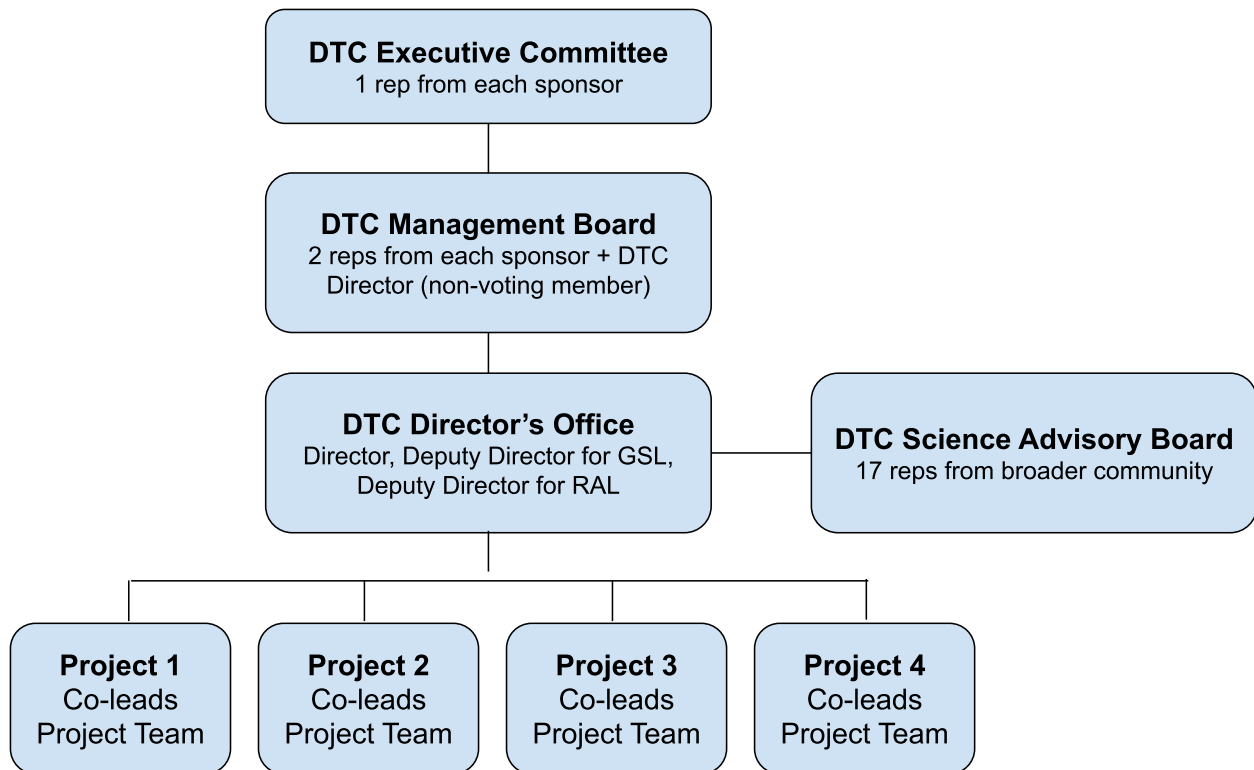 DTC Executive Committee
1 rep from each sponsor
DTC Management Board
2 reps from each sponsor + DTC
Director (non-voting member)
DTC Director’s Office
Director, Deputy Director for GSL,
Deputy Director for RAL
DTC Science Advisory Board
17 reps from broader community
Project 1
Co-leads
Project Team
Project 2
Co-leads
Project Team
Project 3
Co-leads
Project Team
Project 4
Co-leads
Project Team